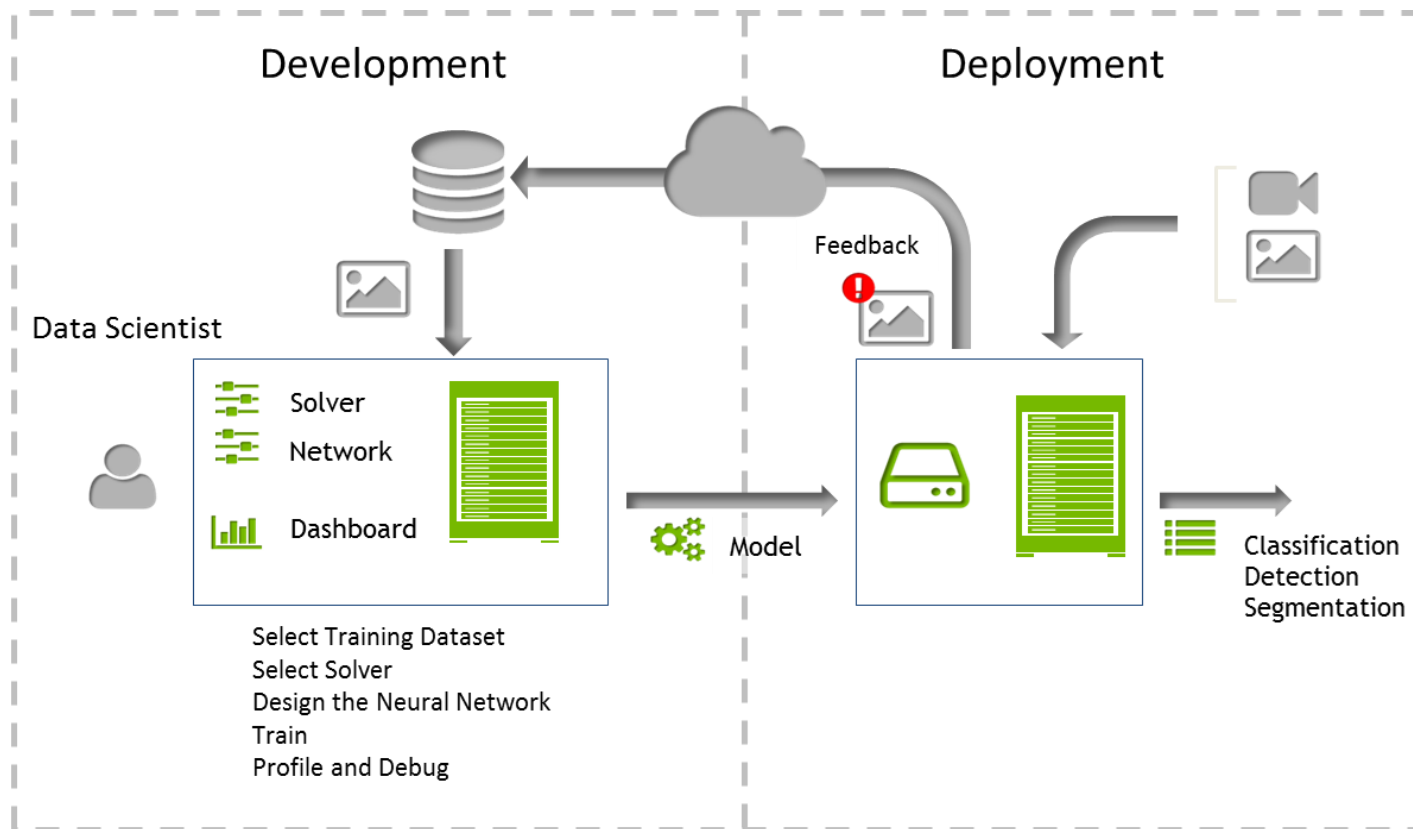 Development
Deployment
Feedback
Data Scientist
Solver
Network
Dashboard
Model
Classification
Detection
Segmentation
Select Training Dataset
Select Solver
Design the Neural Network
Train
Profile and Debug